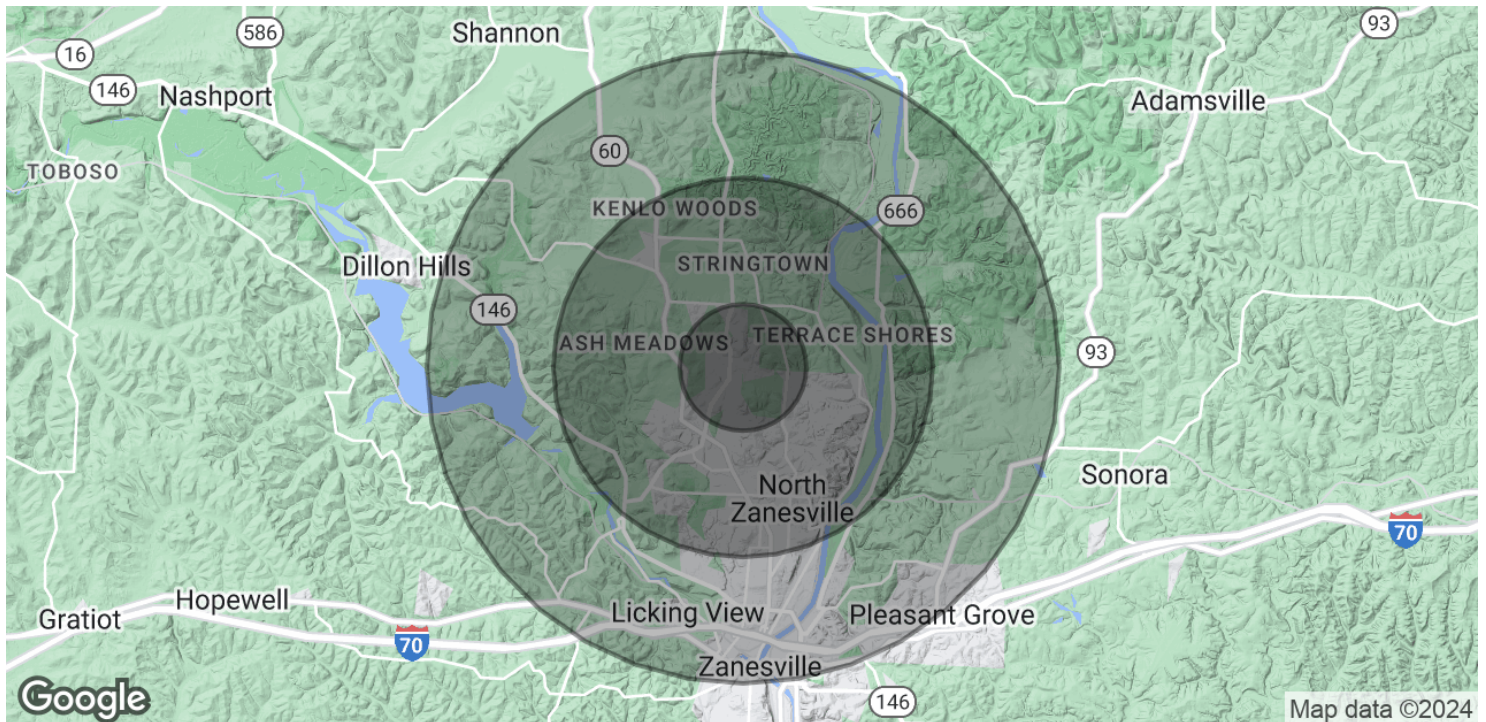 Shannon
93
586
16
146
Nashport
Adamsville
60
TOBOSO
KENLO WOODS
666
STRINGTOWN
Dillon Hills
146
TERRACE SHORES
ASH MEADOWS
93
Sonora
North
Zanesville
70
Hopewell
Licking View
Pleasant Grove
Gratiot
70
Zanesville
146
Google
Map data ©2024